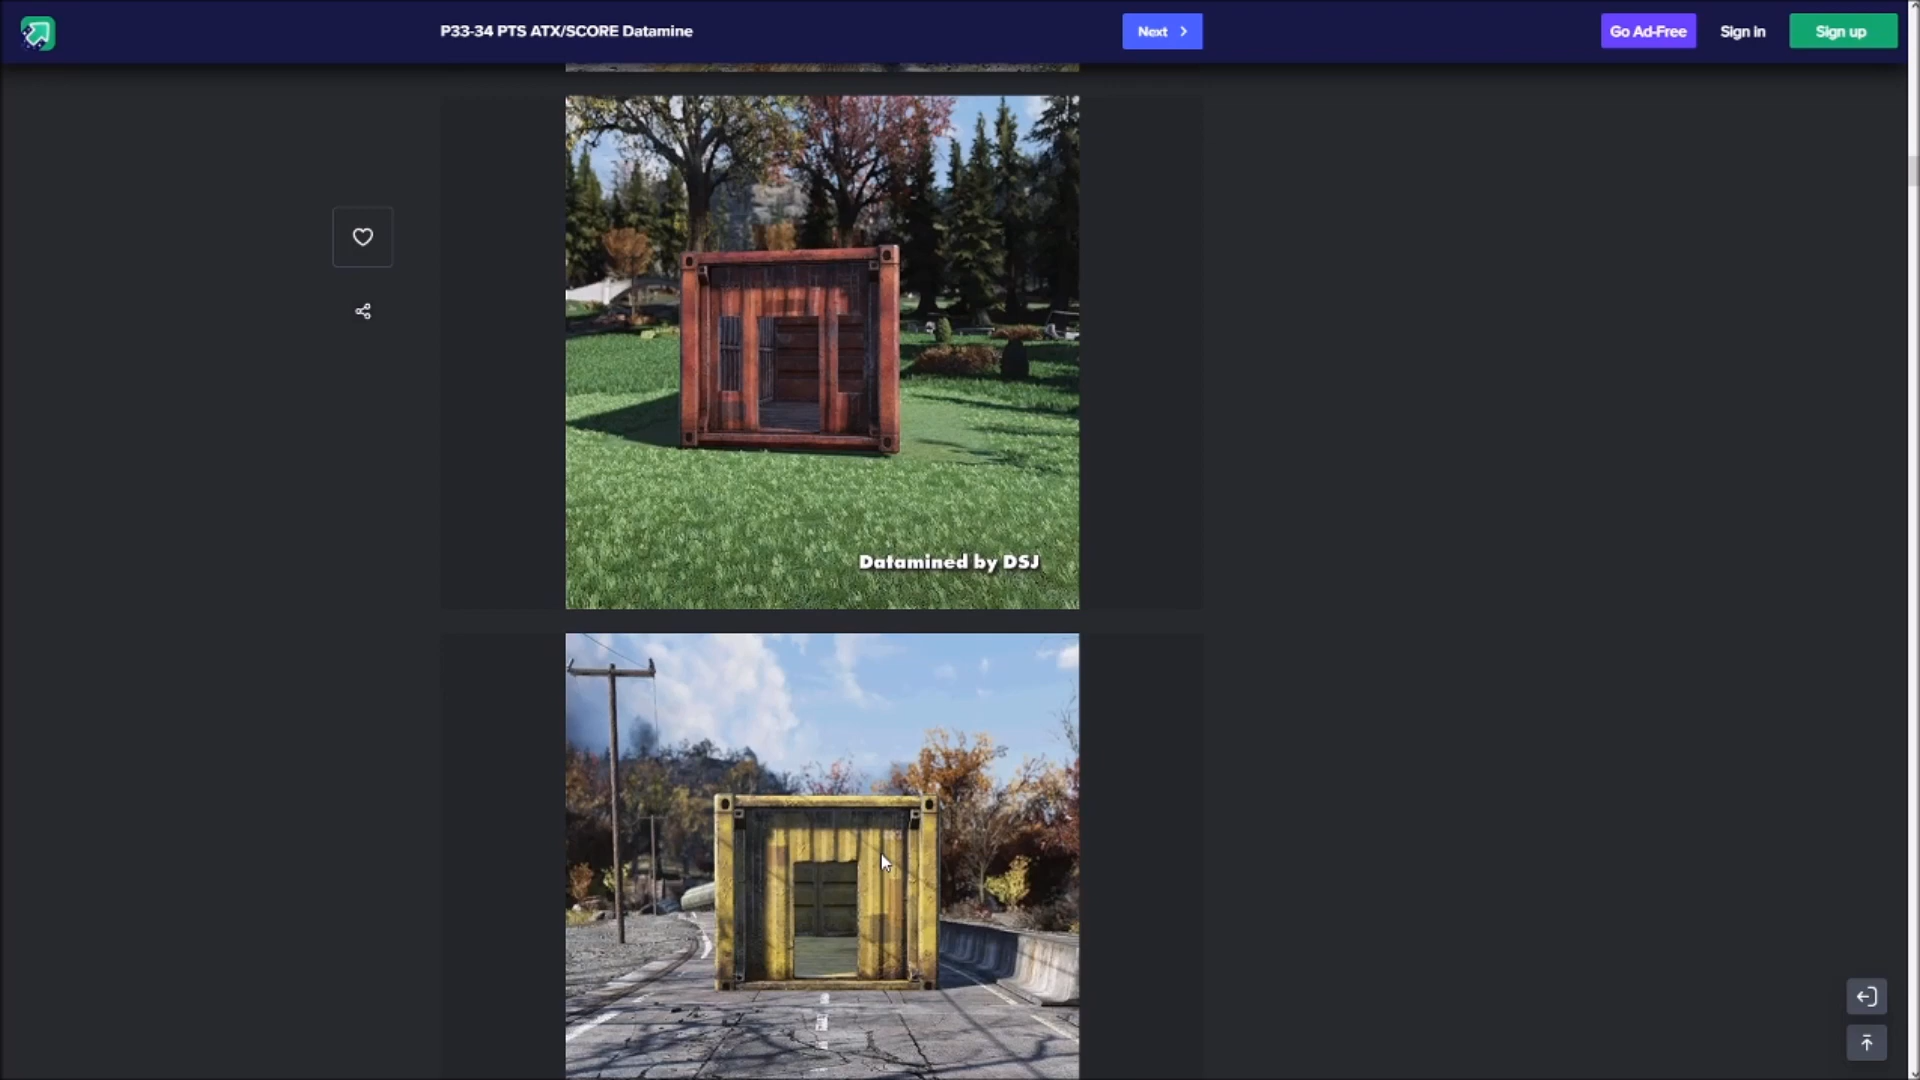 P33-34 PTS ATX/SCORE Datamine
Next
Go Ad-Free
Sign in
Sign up
Datamined by DSJ